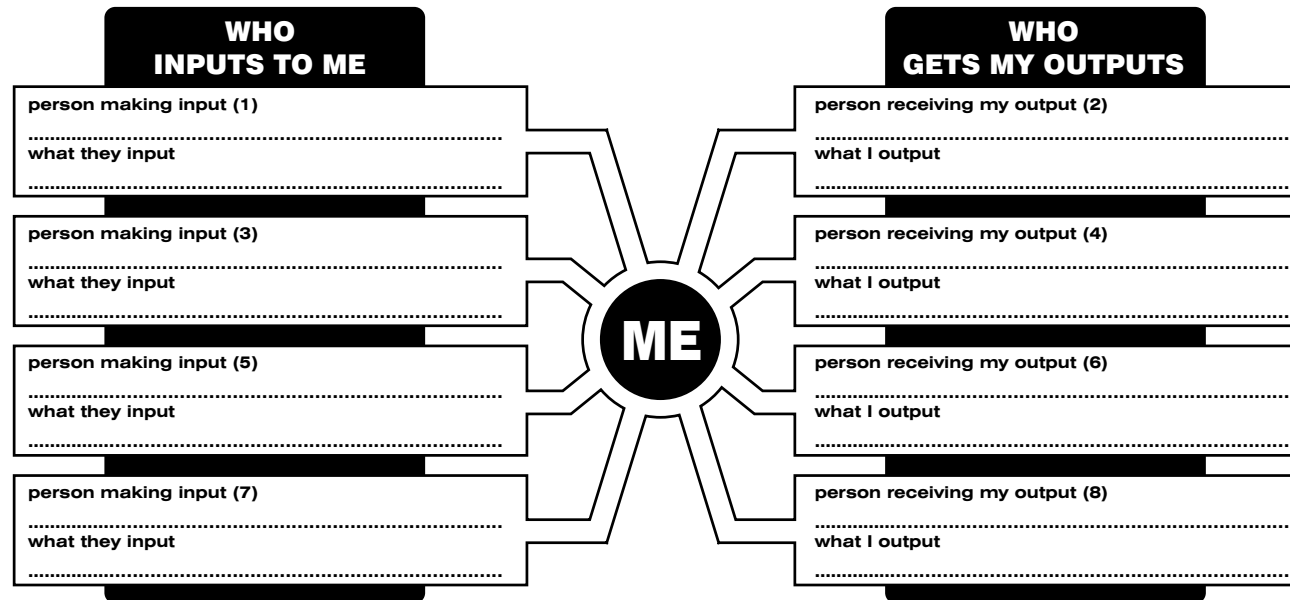 WHO
INPUTS TO ME
person making input (1)
what they input
person making input (3)
what they input
person making input (5)
what they input
person making input (7)
what they input
ME
WHO
GETS MY OUTPUTS
person receiving my output (2)
what I output
person receiving my output (4)
what I output
person receiving my output (6)
what I output
person receiving my output (8)
what I output